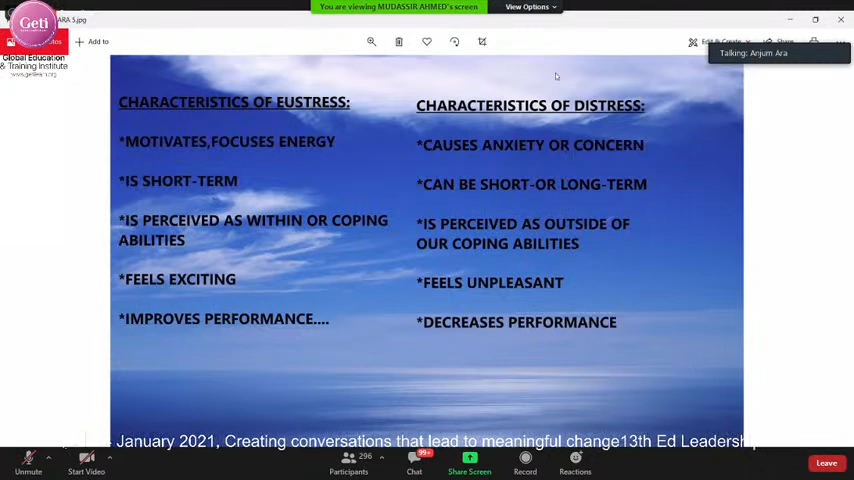 You are viewing MUDASSIR AHMED's screen
View Options
Geti
ARA 5.jpg
Add to
Edit & Create
Share
Talking: Anjum Ara
Global Education
& Training Institute
CHARACTERISTICS OF EUSTRESS:
*MOTIVATES,FOCUSES ENERGY
*IS SHORT-TERM
*IS PERCEIVED AS WITHIN OR COPING
ABILITIES
*FEELS EXCITING
*IMPROVES PERFORMANCE....
CHARACTERISTICS OF DISTRESS:
*CAUSES ANXIETY OR CONCERN
*CAN BE SHORT-OR LONG-TERM
*IS PERCEIVED AS OUTSIDE OF
OUR COPING ABILITIES
*FEELS UNPLEASANT
*DECREASES PERFORMANCE
January 2021, Creating conversations that lead to meaningful change13th Ed Leadership
Unmute
Start Video
296
Participants
99+
Chat
Share Screen
Record
Reactions
Leave